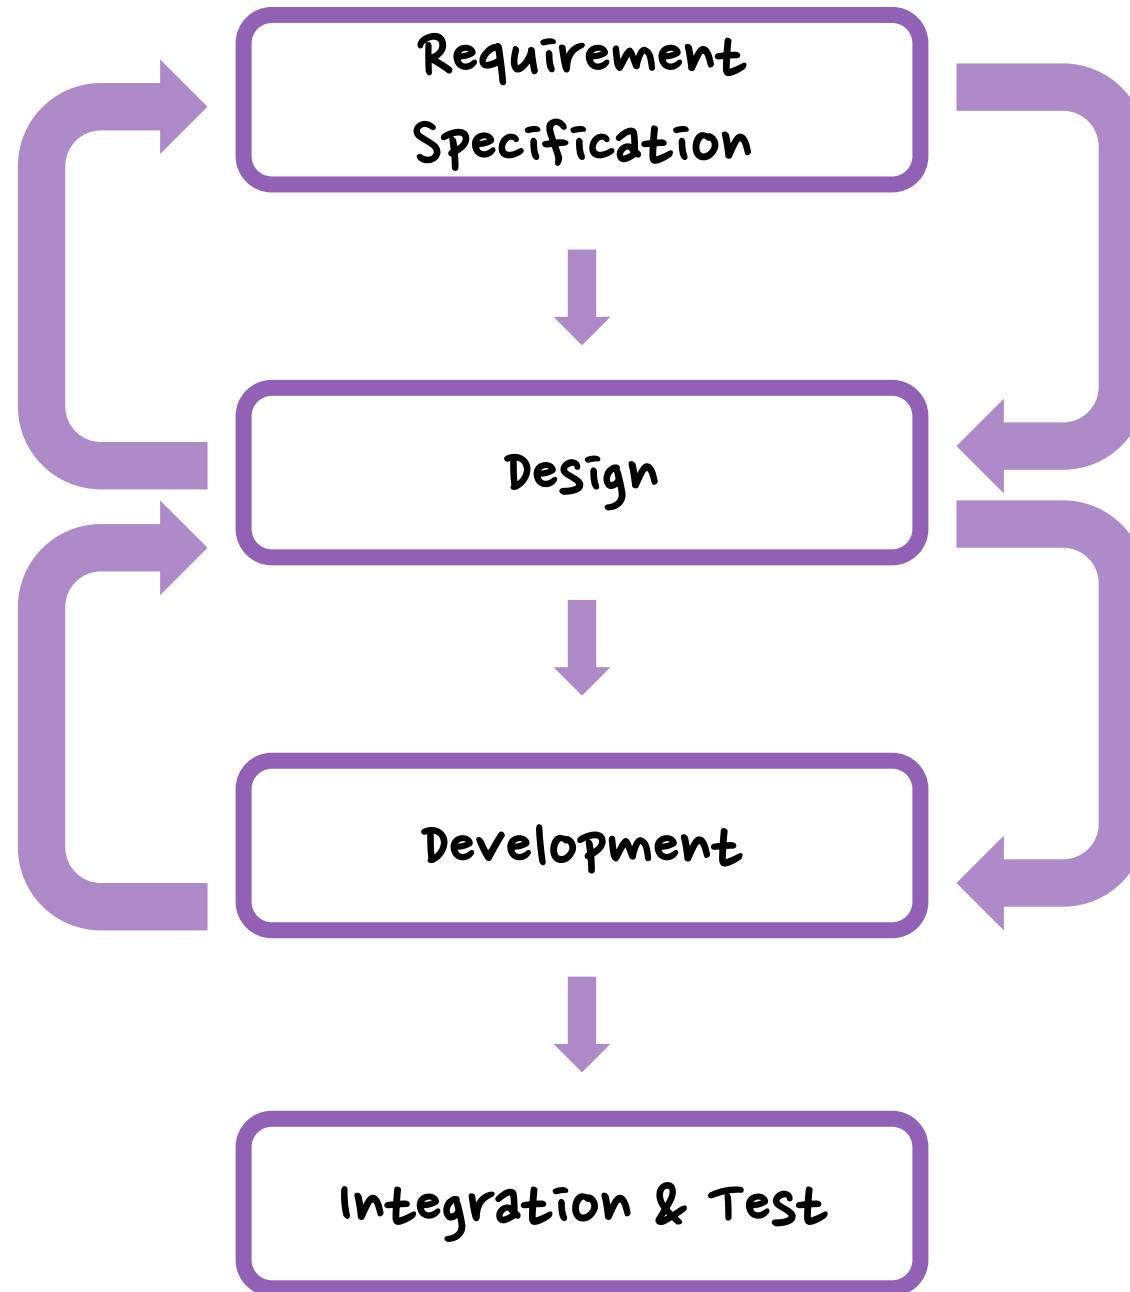 Requirement
Specification
Design
Development
Integration & Test